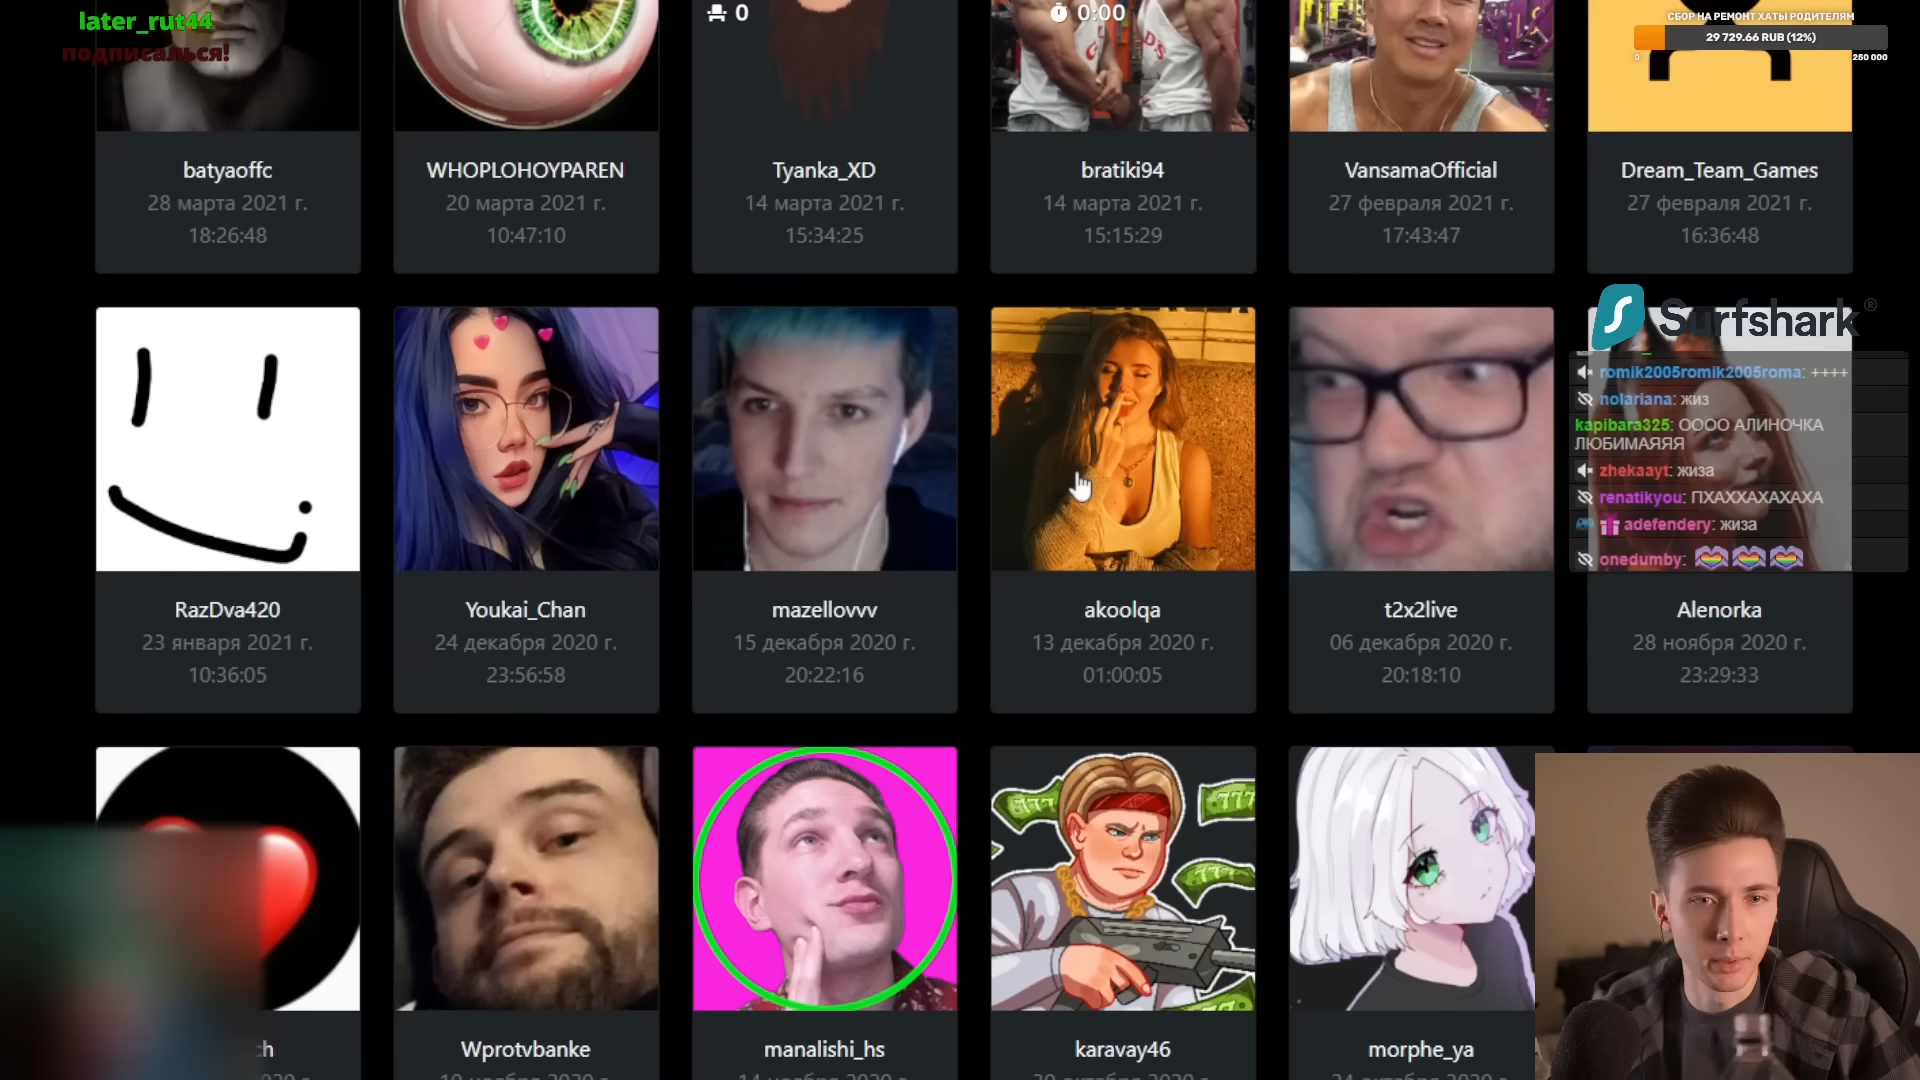 later_rut44
подписалься!
0
0:00
СБОР НА РЕМОНТ ХАТЫ РОДИТЕЛЯМ
29 729.66 RUB (12%)
0
250 000
batyaoffc
28 марта 2021 г.
18:26:48
WHOPLOHOYPAREN
20 марта 2021 г.
10:47:10
Tyanka_XD
14 марта 2021 г.
15:34:25
bratiki94
14 марта 2021 г.
15:15:29
VansamaOfficial
27 февраля 2021 г.
17:43:47
Dream_Team_Games
27 февраля 2021 г.
16:36:48
Surfshark®
romik2005romik2005roma: ++++
nolariana: жиз
kapibara325: ОООО АЛИНОЧКА
ЛЮБИМАЯЯЯ
zhekaayt: жиза
renatikyou: ПХАХХАХАХАХА
adefendery: жиза
onedumby:
RazDva420
23 января 2021 г.
10:36:05
Youkai_Chan
24 декабря 2020 г.
23:56:58
mazellovvv
15 декабря 2020 г.
20:22:16
akoolqa
13 декабря 2020 г.
01:00:05
t2x2live
06 декабря 2020 г.
20:18:10
Alenorka
28 ноября 2020 г.
23:29:33
777
777
ch
Wprotvbanke
manalishi_hs
karavay46
morphe_ya